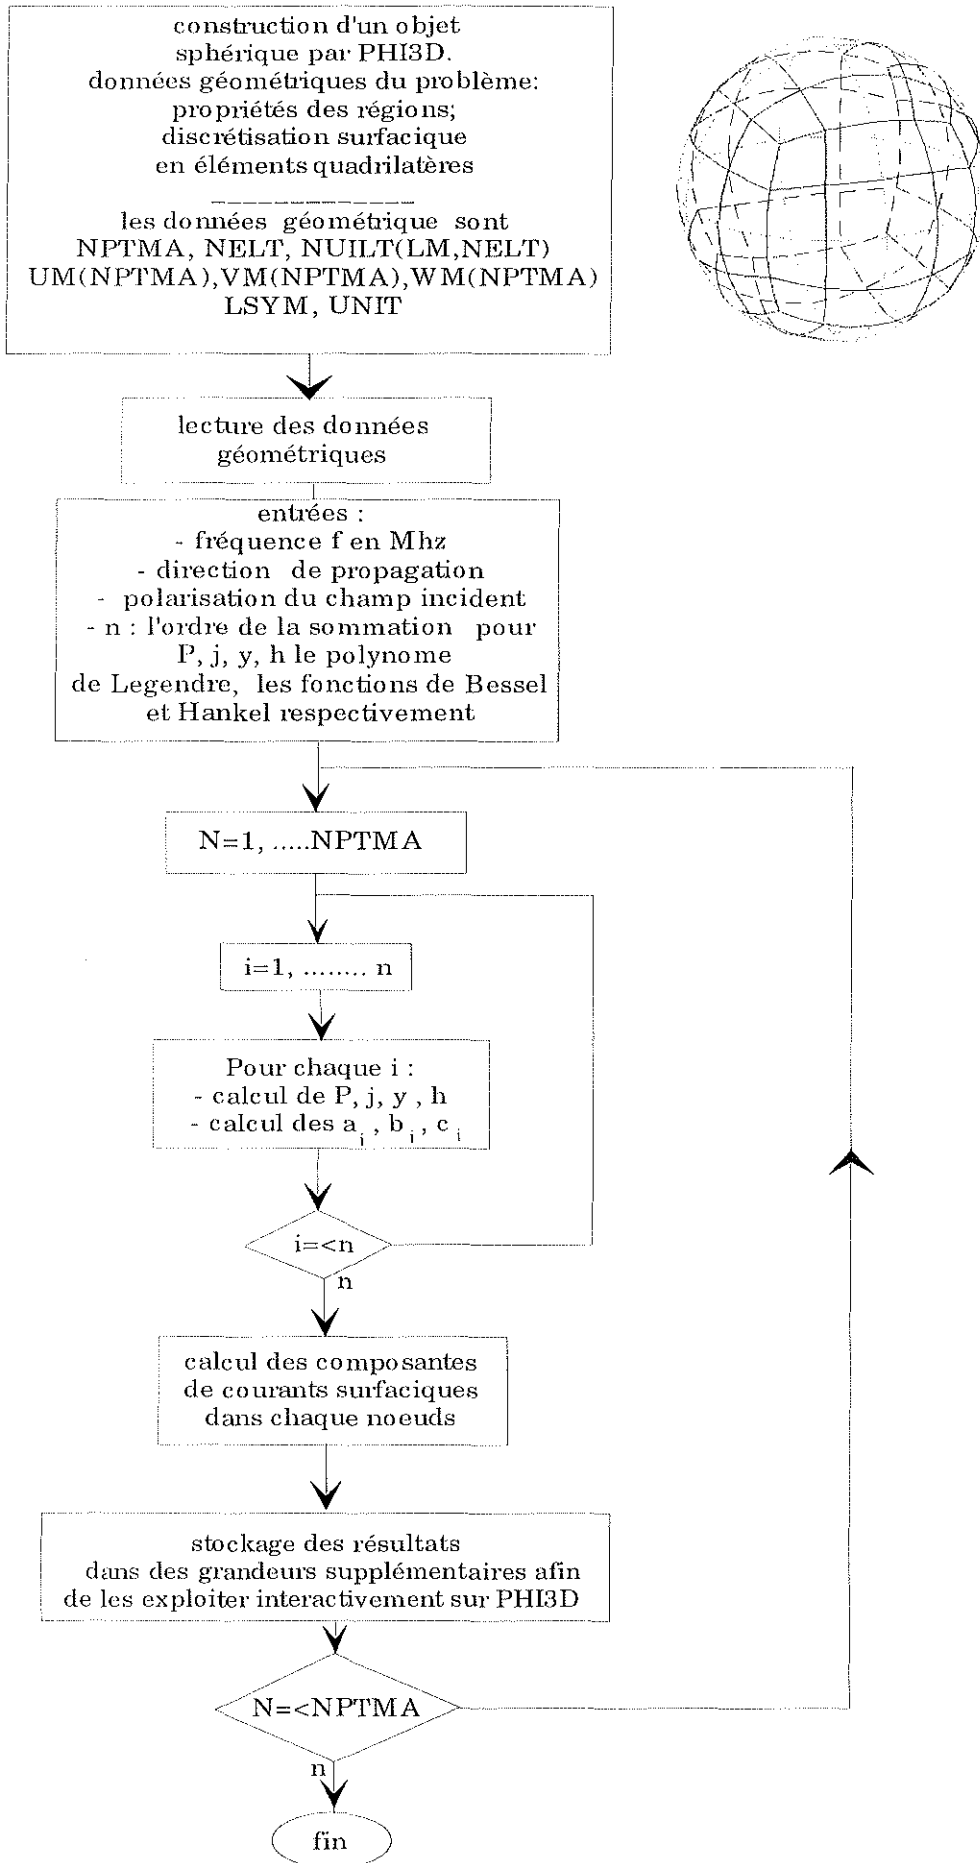 construction d'un objet
sphérique par PHI3D.
données géométriques du problème:
propriétés des régions;
discrétisation surfacique
en éléments quadrilatères
les données géométrique sont
NPTMA, NELT, NUILT(LM,NELT)
UM(NPTMA),VM(NPTMA),WM(NPTMA)
LSYM, UNIT
lecture des données
géométriques
entrées :
- fréquence f en Mhz
- direction de propagation
- polarisation du champ incident
- n : l'ordre de la sommation pour
P, j, y, h le polynome
de Legendre, les fonctions de Bessel
et Hankel respectivement
N=1, .....NPTMA
i=1, ........ n
Pour chaque i :
- calcul de P, j, y , h
- calcul des a i , b i , c i
i=<n
n
calcul des composantes
de courants surfaciques
dans chaque noeuds
stockage des résultats
dans des grandeurs supplémentaires afin
de les exploiter interactivement sur PHI3D
N=<NPTMA
n
fin